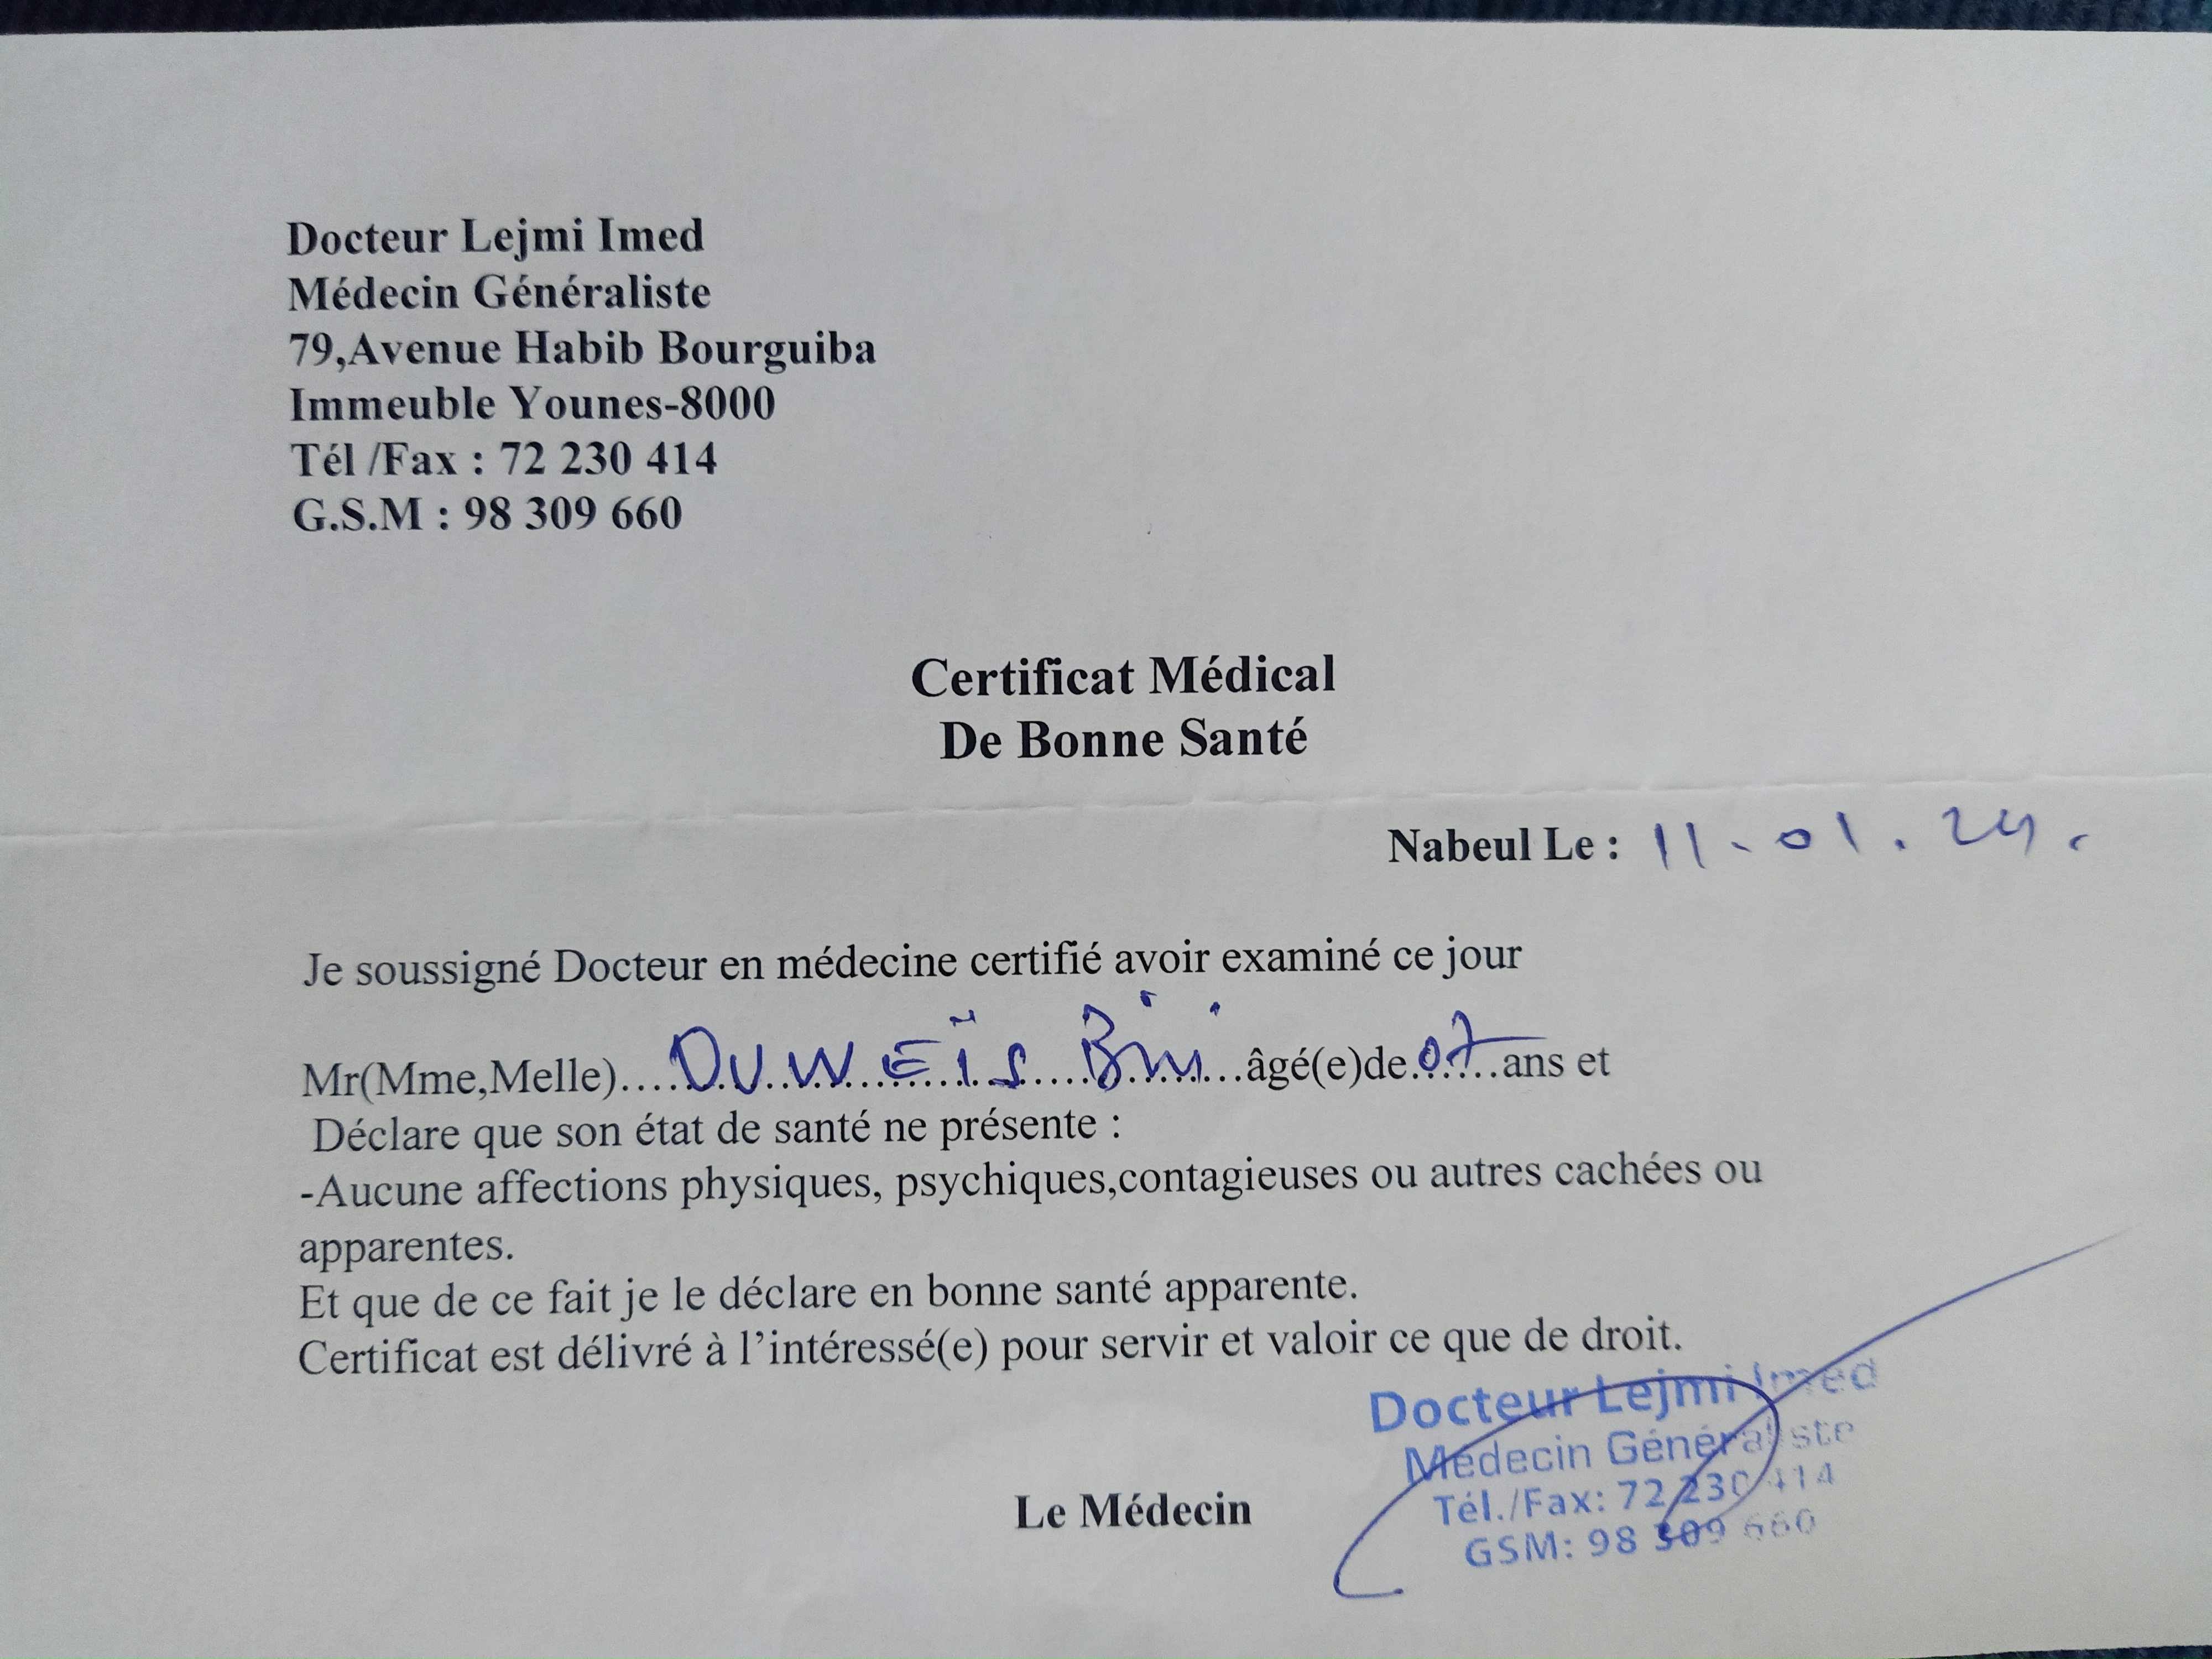 Docteur Lejmi Imed
Médecin Généraliste
79,Avenue Habib Bourguiba
Immeuble Younes-8000
Tél /Fax : 72 230 414
G.S.M : 98 309 660
Certificat Médical
De Bonne Santé
Nabeul Le : 11-01.24.
Je soussigné Docteur en médecine certifié avoir examiné ce jour
Mr(Mme,Melle)....OUWEÏS..........âgé(e)de.07..ans et
Déclare que son état de santé ne présente :
-Aucune affections physiques, psychiques,contagieuses ou autres cachées ou
apparentes.
Et que de ce fait je le déclare en bonne santé apparente.
Certificat est délivré à l’intéressé(e) pour servir et valoir ce que de droit.
Docteur Lejmi Imed
Médecin Généraliste
Tél./Fax: 72 230 414
GSM: 98 309 660
Le Médecin